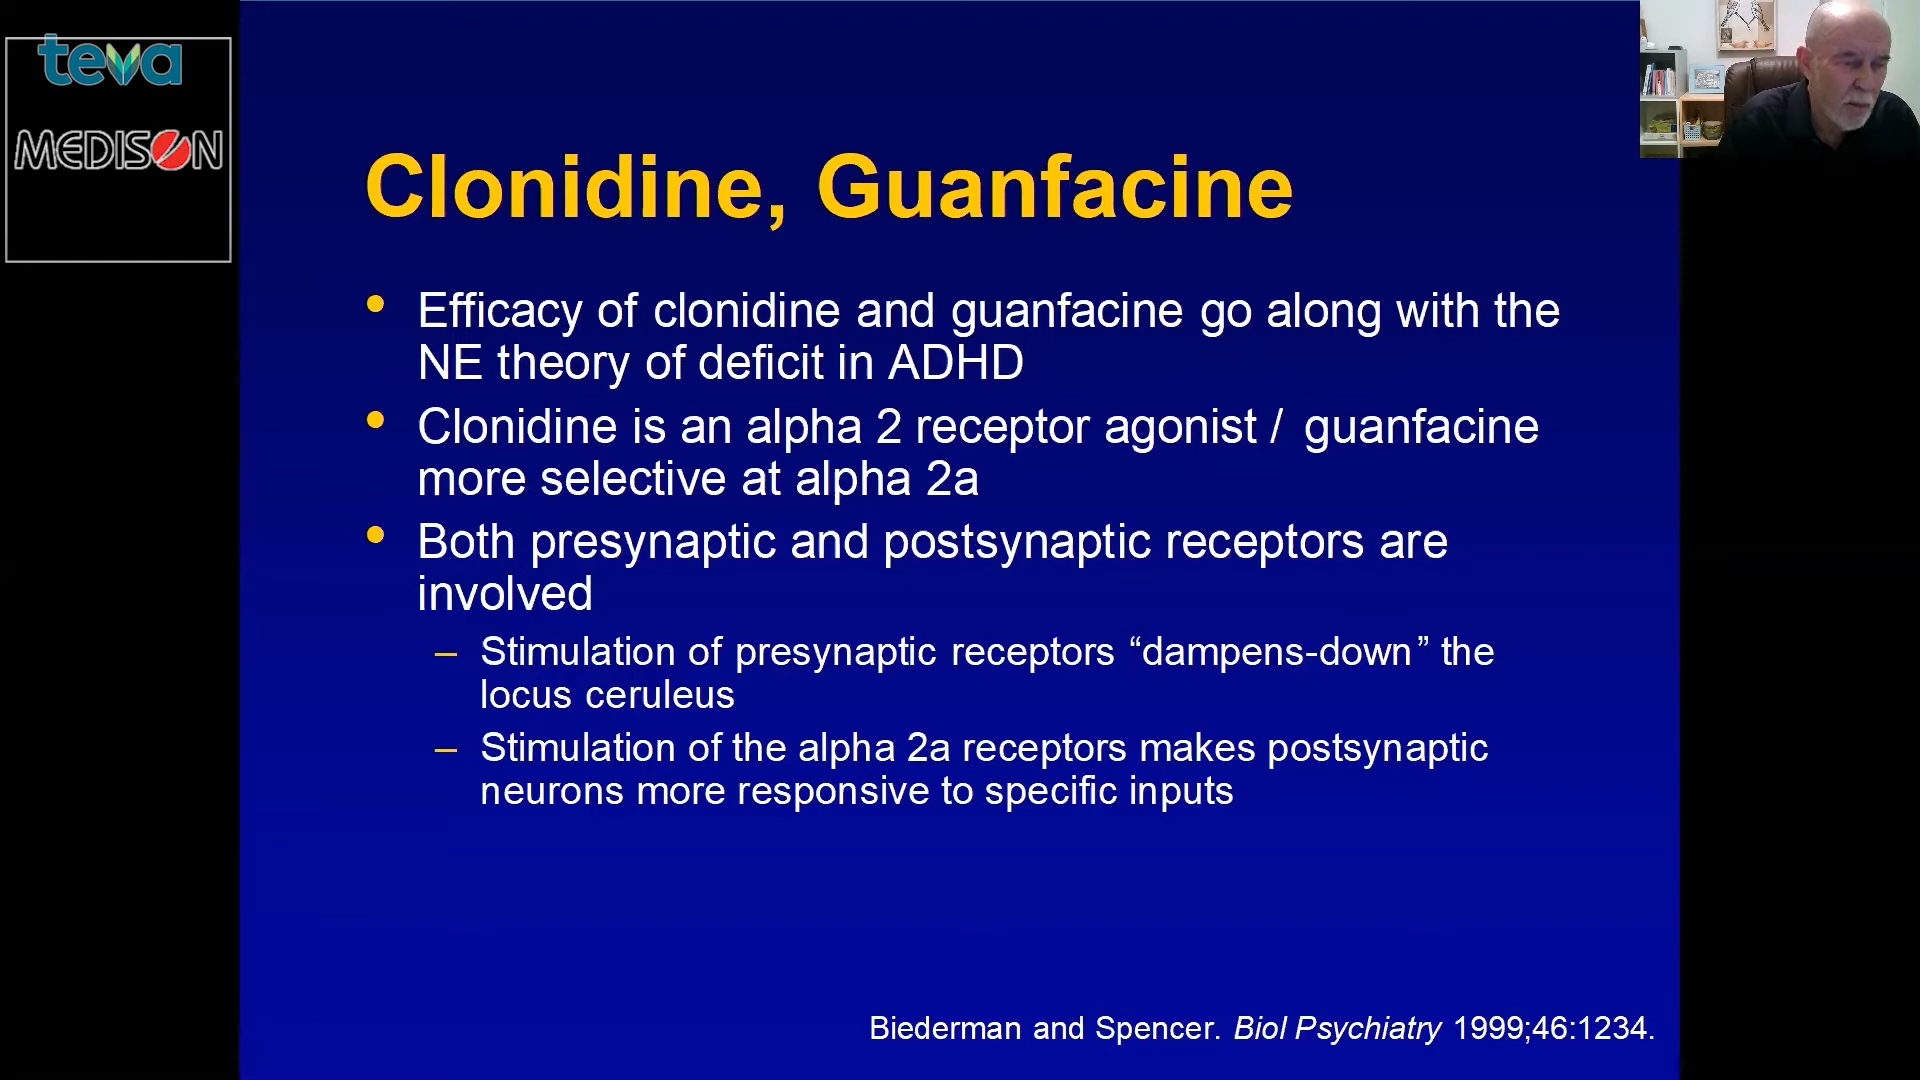 teva
MEDISON
Clonidine, Guanfacine
• Efficacy of clonidine and guanfacine go along with the
NE theory of deficit in ADHD
• Clonidine is an alpha 2 receptor agonist / guanfacine
more selective at alpha 2a
• Both presynaptic and postsynaptic receptors are
involved
– Stimulation of presynaptic receptors “dampens-down” the
locus ceruleus
– Stimulation of the alpha 2a receptors makes postsynaptic
neurons more responsive to specific inputs
Biederman and Spencer. Biol Psychiatry 1999;46:1234.